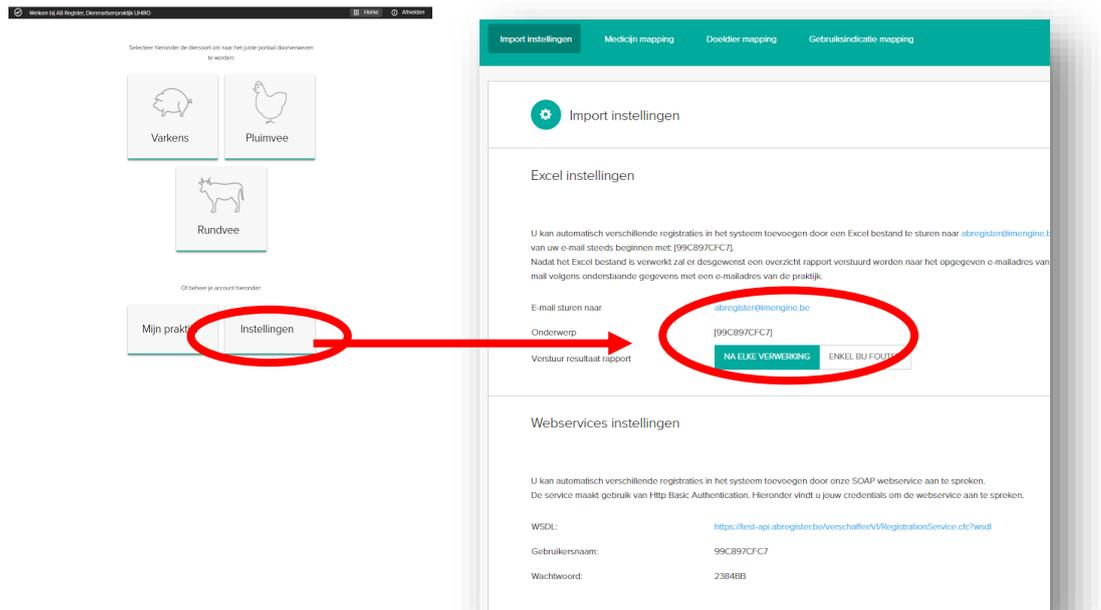 Welkom bij AB Register, Dierenartsenpraktijk LIHIRO
Home
Afmelden
Selecteer hieronder de diersoort om naar het juiste portaal doorverwezen
te worden:
Varkens
Pluimvee
Rundvee
Of beheer je account hieronder:
Mijn prakti
Instellingen
Import instellingen
Medicijn mapping
Doeldier mapping
Gebruiksindicatie mapping
Import instellingen
Excel instellingen
U kan automatisch verschillende registraties in het systeem toevoegen door een Excel bestand te sturen naar abregister@imengine.b
van uw e-mail steeds beginnen met: [99C897CFC7].
Nadat het Excel bestand is verwerkt zal er desgewenst een overzicht rapport verstuurd worden naar het opgegeven e-mailadres van
mail volgens onderstaande gegevens met een e-mailadres van de praktijk.
E-mail sturen naar
abregister@imengine.be
Onderwerp
[99C897CFC7]
Verstuur resultaat rapport
NA ELKE VERWERKING
ENKEL BIJ FOUTE
Webservices instellingen
U kan automatisch verschillende registraties in het systeem toevoegen door onze SOAP webservice aan te spreken.
De service maakt gebruik van Http Basic Authentication. Hieronder vindt u jouw credentials om de webservice aan te spreken.
WSDL:
https://test-api.abregister.be/verschaffer/v1/RegistrationService.cfc?wsdl
Gebruikersnaam:
99C897CFC7
Wachtwoord:
2384BB